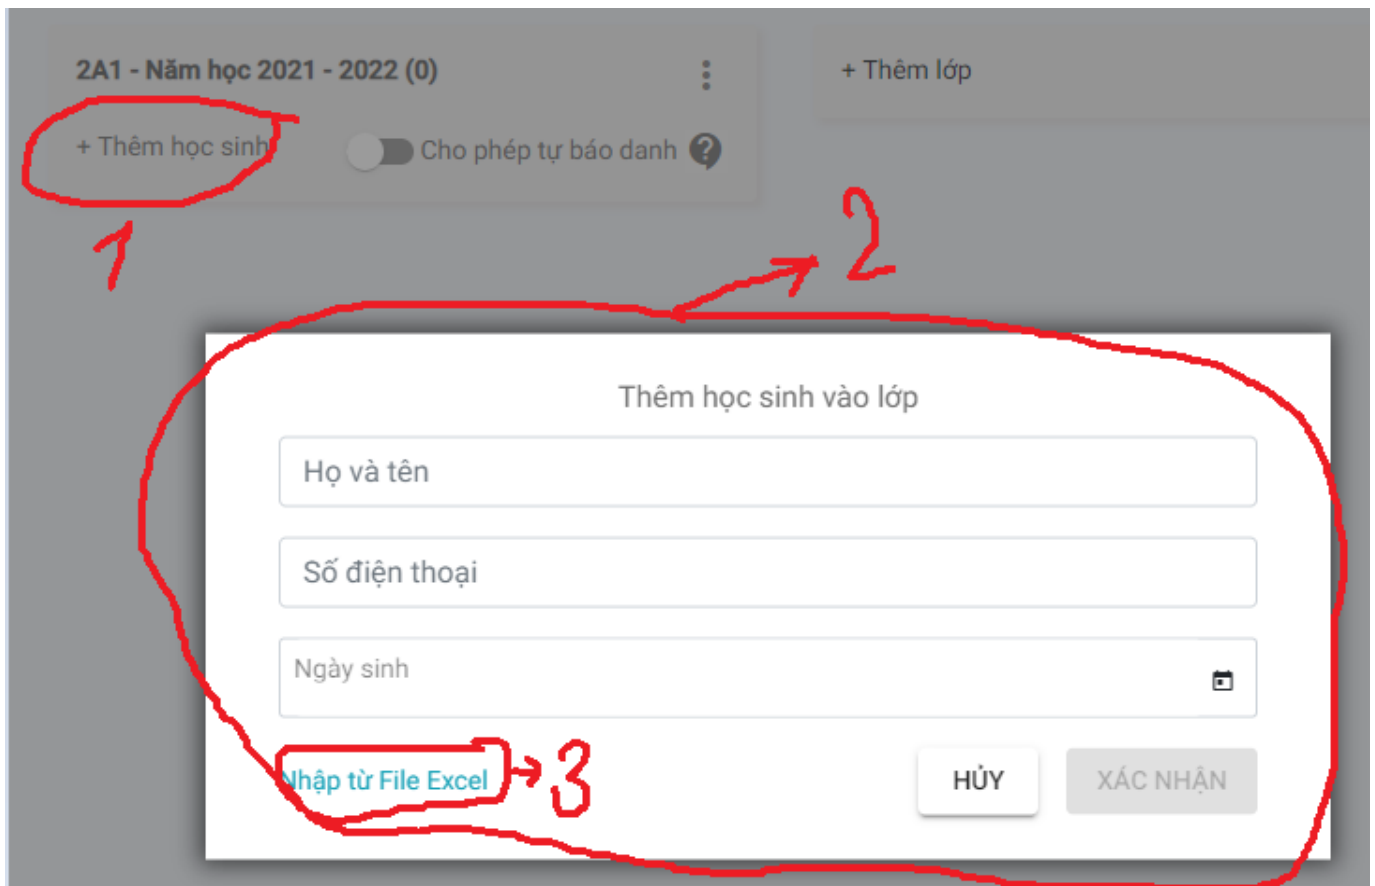 2A1 - Năm học 2021 - 2022 (0)
+ Thêm lớp
+ Thêm học sinh
Cho phép tự báo danh
1
2
Thêm học sinh vào lớp
Họ và tên
Số điện thoại
Ngày sinh
Nhập từ File Excel
3
HỦY
XÁC NHẬN